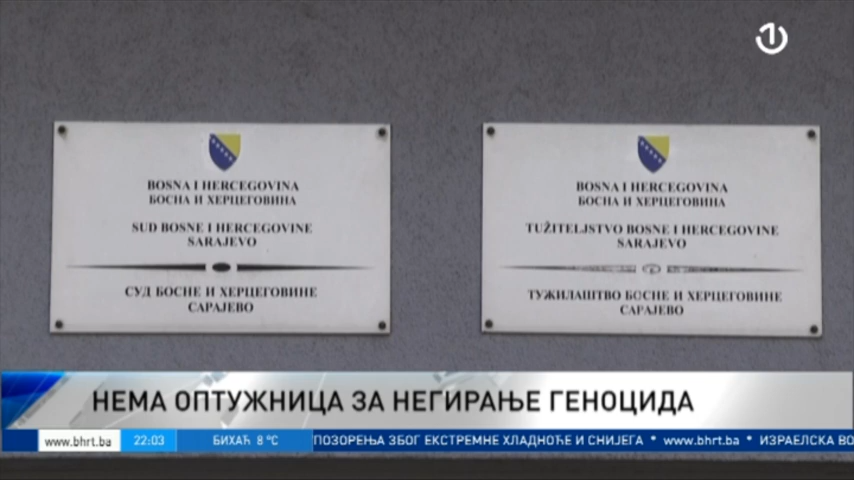 BOSNA I HERCEGOVINA
БОСНА И ХЕРЦЕГОВИНА
SUD BOSNE I HERCEGOVINE
SARAJEVO
СУД БОСНЕ И ХЕРЦЕГОВИНЕ
САРАЈЕВО
BOSNA I HERCEGOVINA
БОСНА И ХЕРЦЕГОВИНА
TUŽITELJSTVO BOSNE I HERCEGOVINE
SARAJEVO
ТУЖИЛАШТВО БОСНЕ И ХЕРЦЕГОВИНЕ
САРАЈЕВО
НЕМА ОПТУЖНИЦА ЗА НЕГИРАЊЕ ГЕНОЦИДА
www.bhrt.ba 22:03 БИХАЋ 8°C ПОЗОРЕЊА ЗБОГ ЕКСТРЕМНЕ ХЛАДНОЋЕ И СНИЈЕГА * www.bhrt.ba * ИЗРАЕЛСКА ВО